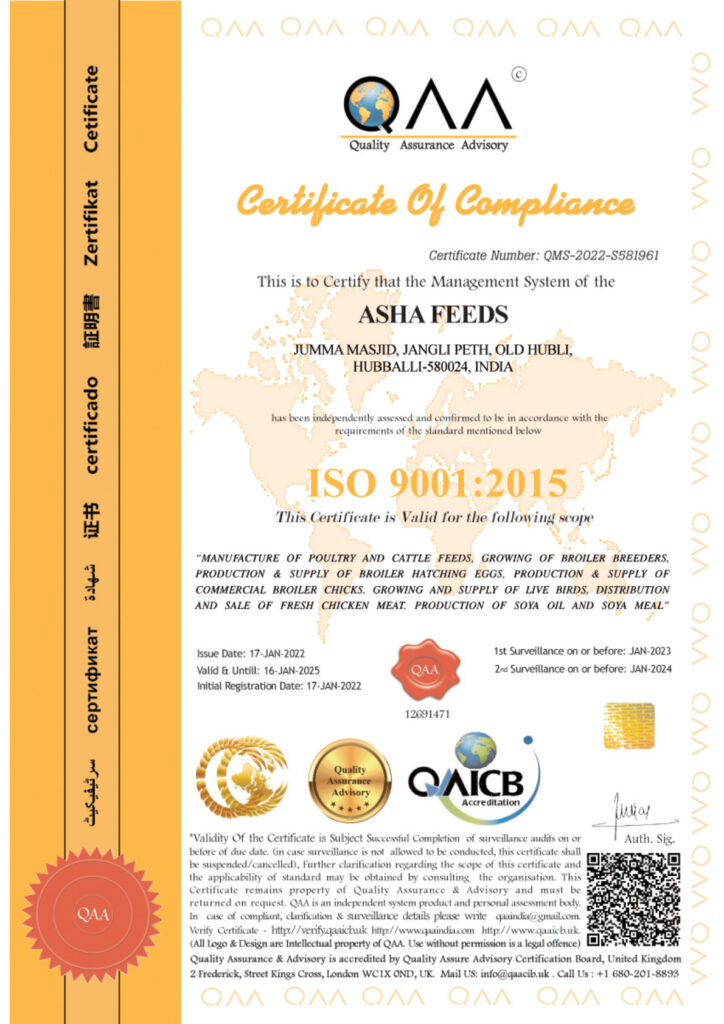 QAA QAA QAA QAA QAA QAA
©
QAA
Quality Assurance Advisory
Certificate Of Compliance
Certificate Number: QMS-2022-S581961
This is to Certify that the Management System of the
ASHA FEEDS
JUMMA MASJID, JANGLI PETH, OLD HUBLI,
HUBBALLI-580024, INDIA
has been independently assessed and confirmed to be in accordance with the
requirements of the standard mentioned below
ISO 9001:2015
This Certificate is Valid for the following scope
"MANUFACTURE OF POULTRY AND CATTLE FEEDS, GROWING OF BROILER BREEDERS,
PRODUCTION & SUPPLY OF BROILER HATCHING EGGS, PRODUCTION & SUPPLY OF
COMMERCIAL BROILER CHICKS. GROWING AND SUPPLY OF LIVE BIRDS, DISTRIBUTION
AND SALE OF FRESH CHICKEN MEAT. PRODUCTION OF SOYA OIL AND SOYA MEAL"
Issue Date: 17-JAN-2022
Valid & Untill: 16-JAN-2025
Initial Registration Date: 17-JAN-2022
QAA
12691471
1st Surveillance on or before: JAN-2023
2nd Surveillance on or before: JAN-2024
Quality
Assurance
Advisory
QAAICB
Accreditation
Auth. Sig.
*Validity Of the Certificate is Subject Successful Completion of surveillance audits on or
before of due date. (in case surveillance is not allowed to be conducted, this certificate shall
be suspended/cancelled), Further clarification regarding the scope of this certificate and
the applicability of standard may be obtained by consulting the organisation. This
Certificate remains property of Quality Assurance & Advisory and must be
returned on request. QAA is an independent system product and personal assessment body.
In case of compliant, clarification & surveillance details please write qaaindia@gmail.com.
Verify Certificate - http://verify.qaaicb.uk http//www.qaaindia.com http//www.qaaicb.uk.
(All Logo & Design are Intellectual property of QAA. Use without permission is a legal offence)
Quality Assurance & Advisory is accredited by Quality Assure Advisory Certification Board, United Kingdom
2 Frederick, Street Kings Cross, London WC1X 0ND, UK. Mail US: info@qaacib.uk . Call Us : +1 680-201-8893
QAA QAA QAA QAA QAA QAA
سرٹیفیکیٹ сертификат شهادة 证书 certificado 証明書 Zertifikat Cetificate
QAA